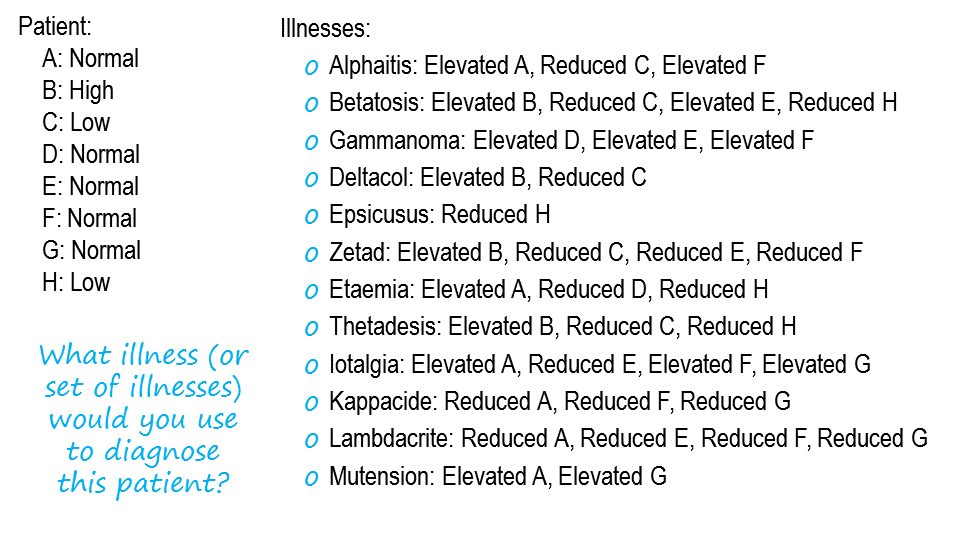 Patient:
A: Normal
B: High
C: Low
D: Normal
E: Normal
F: Normal
G: Normal
H: Low
What illness (or
set of illnesses)
would you use
to diagnose
this patient?
Illnesses:
o Alphaitis: Elevated A, Reduced C, Elevated F
o Betatosis: Elevated B, Reduced C, Elevated E, Reduced H
o Gammanoma: Elevated D, Elevated E, Elevated F
o Deltacol: Elevated B, Reduced C
o Epsicusus: Reduced H
o Zetad: Elevated B, Reduced C, Reduced E, Reduced F
o Etaemia: Elevated A, Reduced D, Reduced H
o Thetadesis: Elevated B, Reduced C, Reduced H
o Iotalgia: Elevated A, Reduced E, Elevated F, Elevated G
o Kappacide: Reduced A, Reduced F, Reduced G
o Lambdacrite: Reduced A, Reduced E, Reduced F, Reduced G
o Mutension: Elevated A, Elevated G